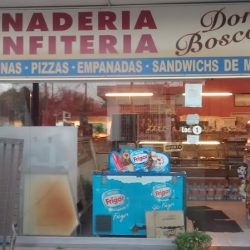 NADERIA
NFITERIA
Don
Bosco
NAS - PIZZAS - EMPANADAS - SANDWICHS DE M
Frigor
Frigor
Frigor